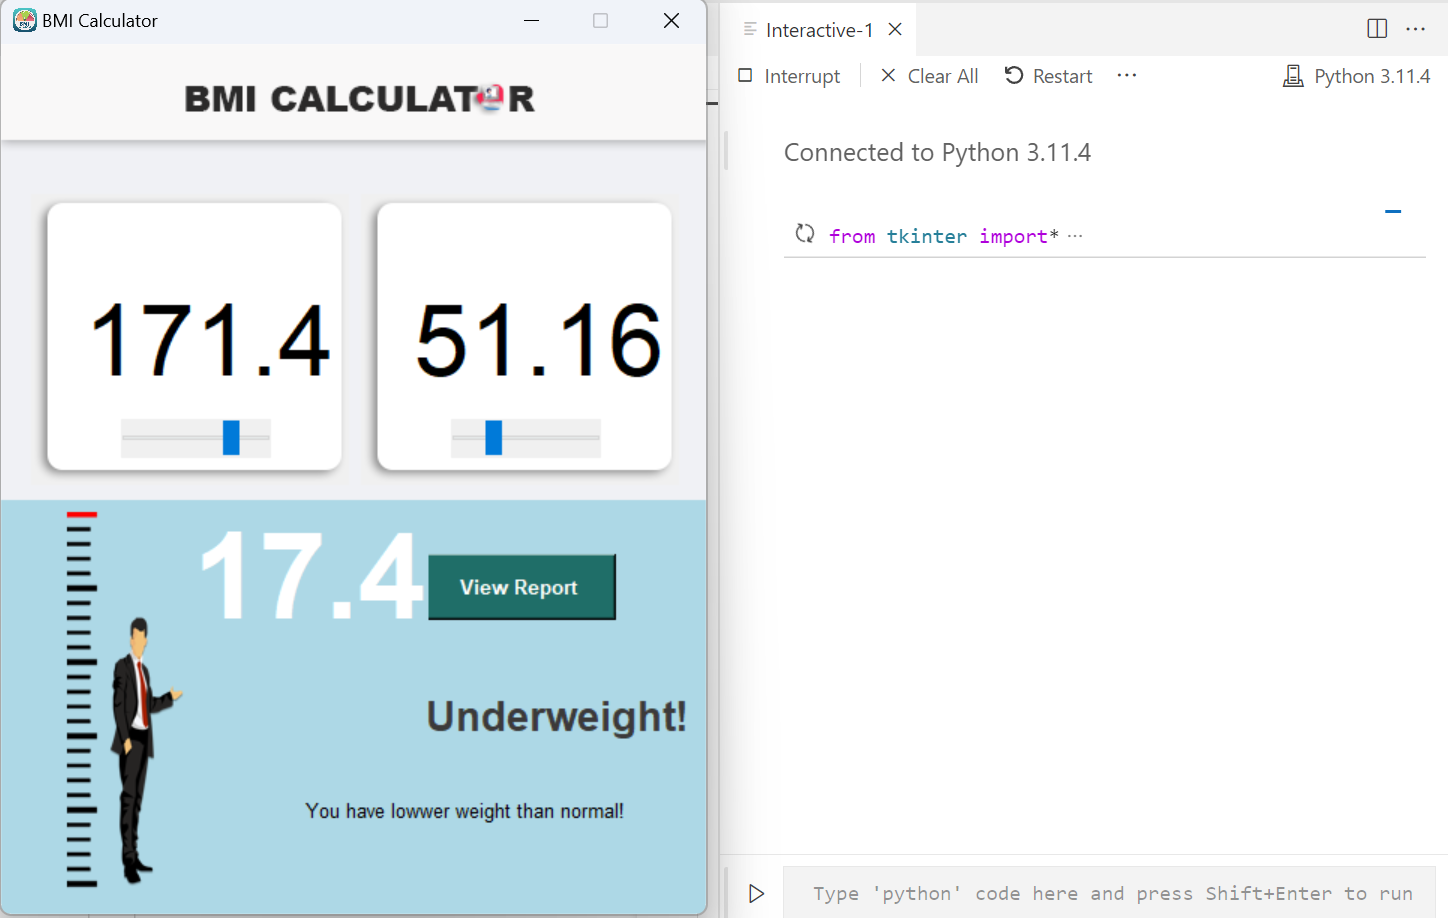 BMI Calculator
BMI CALCULATOR
171.4
51.16
17.4
View Report
Underweight!
You have lowwer weight than normal!
Interactive-1
Interrupt
Clear All
Restart
···
Python 3.11.4
Connected to Python 3.11.4
from tkinter import* ···
Type 'python' code here and press Shift+Enter to run